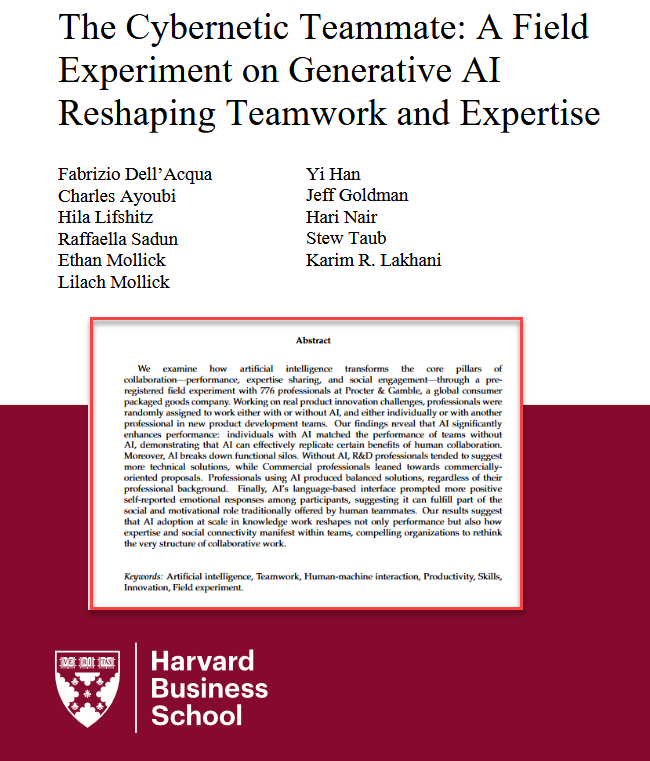 The Cybernetic Teammate: A Field
Experiment on Generative AI
Reshaping Teamwork and Expertise
Fabrizio Dell’Acqua
Charles Ayoubi
Hila Lifshitz
Raffaella Sadun
Ethan Mollick
Lilach Mollick
Yi Han
Jeff Goldman
Hari Nair
Stew Taub
Karim R. Lakhani
Abstract
We examine how artificial intelligence transforms the core pillars of
collaboration—performance, expertise sharing, and social engagement—through a pre-
registered field experiment with 776 professionals at Procter & Gamble, a global consumer
packaged goods company. Working on real product innovation challenges, professionals were
randomly assigned to work either with or without AI, and either individually or with another
professional in new product development teams. Our findings reveal that AI significantly
enhances performance: individuals with AI matched the performance of teams without
AI, demonstrating that AI can effectively replicate certain benefits of human collaboration.
Moreover, AI breaks down functional silos. Without AI, R&D professionals tended to suggest
more technical solutions, while Commercial professionals leaned towards commercially-
oriented proposals. Professionals using AI produced balanced solutions, regardless of their
professional background. Finally, AI’s language-based interface prompted more positive
self-reported emotional responses among participants, suggesting it can fulfill part of the
social and motivational role traditionally offered by human teammates. Our results suggest
that AI adoption at scale in knowledge work reshapes not only performance but also how
expertise and social connectivity manifest within teams, compelling organizations to rethink
the very structure of collaborative work.
Keywords: Artificial intelligence, Teamwork, Human-machine interaction, Productivity, Skills,
Innovation, Field experiment.
Harvard
Business
School